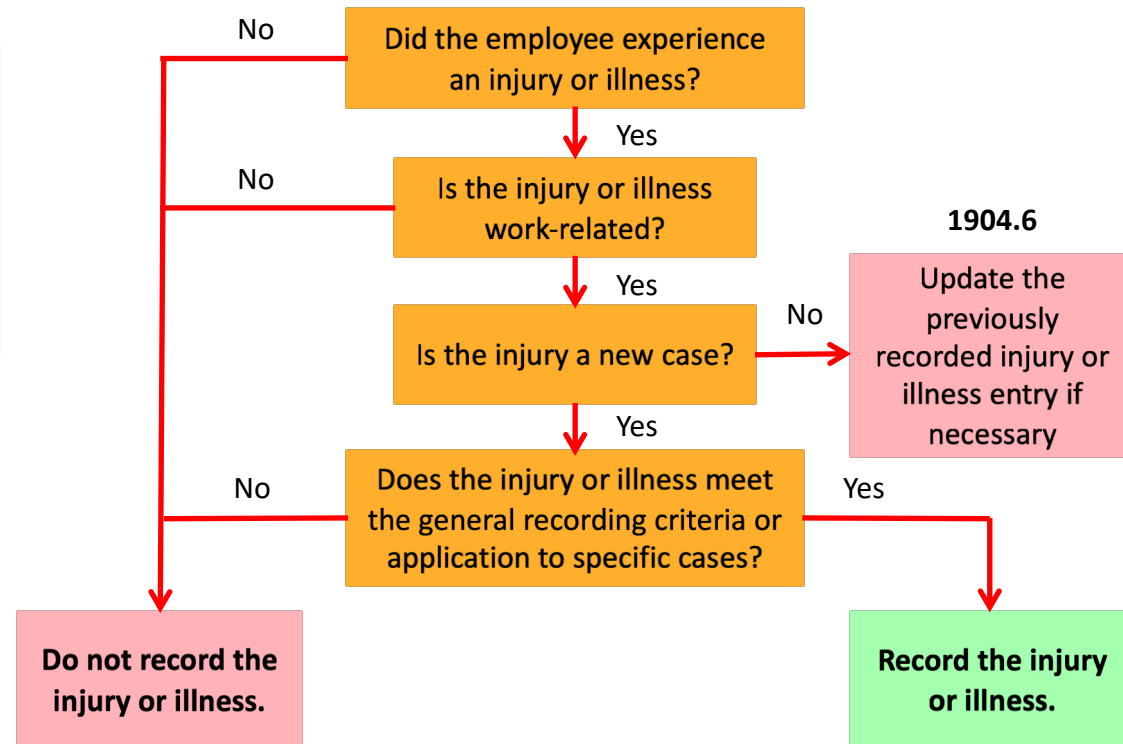 No
Did the employee experience
an injury or illness?
Yes
No
Is the injury or illness
work-related?
1904.6
Yes
Is the injury a new case?
No
Update the
previously
recorded injury or
illness entry if
necessary
Yes
No
Does the injury or illness meet
the general recording criteria or
application to specific cases?
Yes
Do not record the
injury or illness.
Record the injury
or illness.